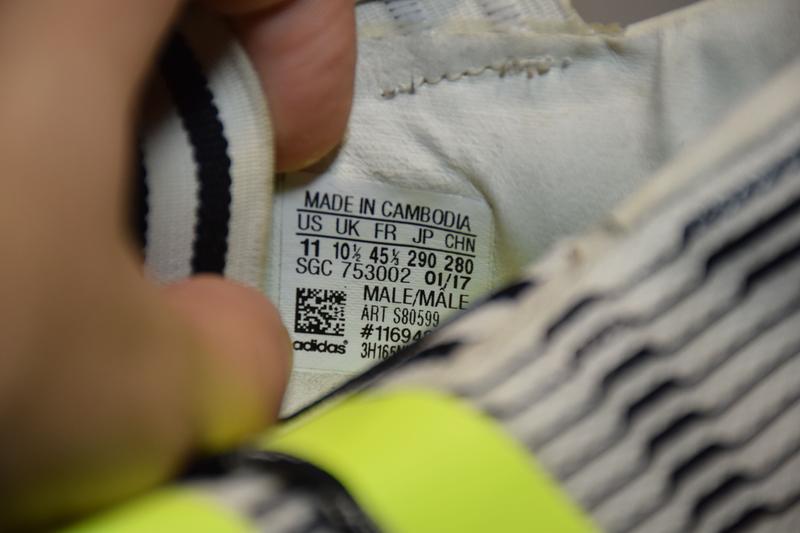 MADE IN CAMBODIA
US UK FR JP CHN
11 10½ 45⅓ 290 280
SGC 753002 01/17
MALE/MÂLE
ART S80599
adidas